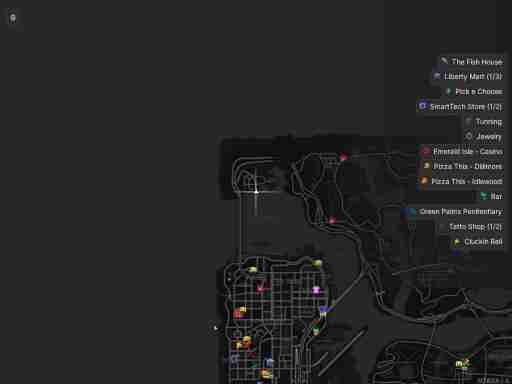 The Fish House
Liberty Mart (1/3)
Pick n Choose
SmartTech Store (1/2)
Tunning
Jewelry
Emerald Isle - Casino
Pizza This - Dillmore
Pizza This - Idlewood
Bar
Green Palms Penitentiary
Tatto Shop (1/2)
Cluckin Bell